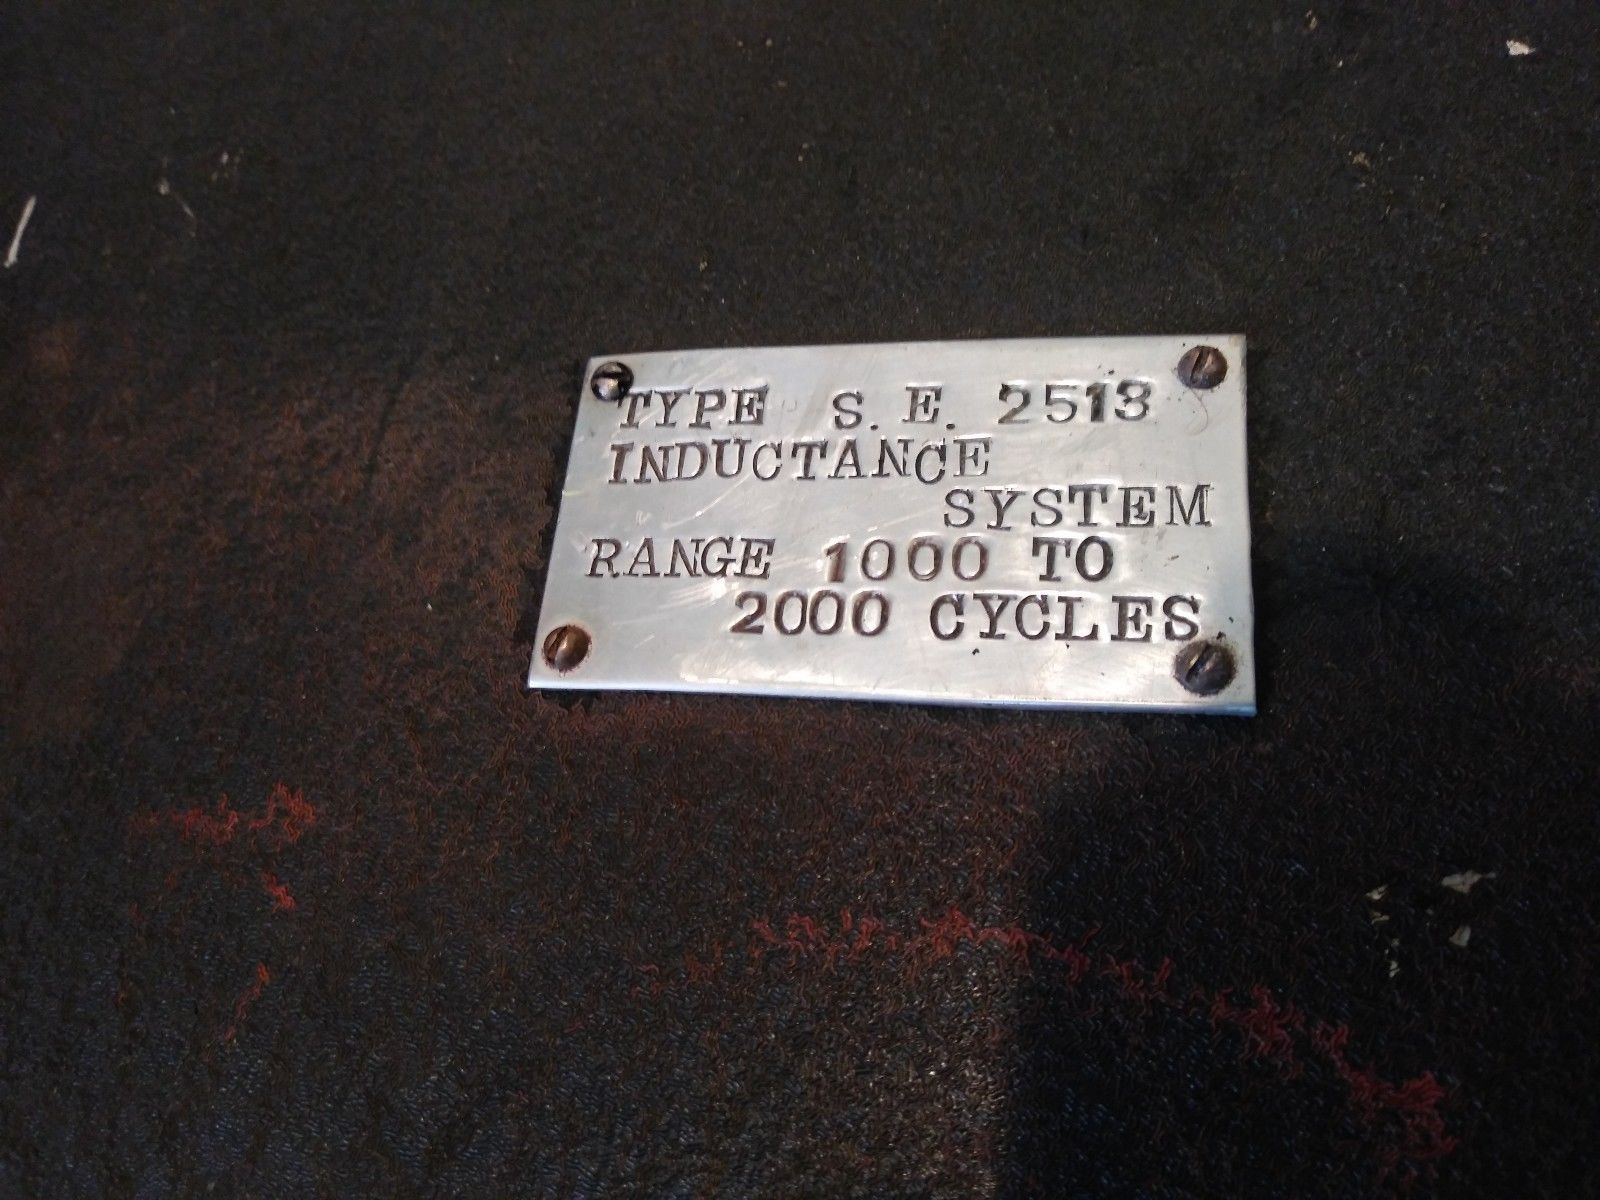 TYPE S. E. 2513
INDUCTANCE
SYSTEM
RANGE 1000 TO
2000 CYCLES